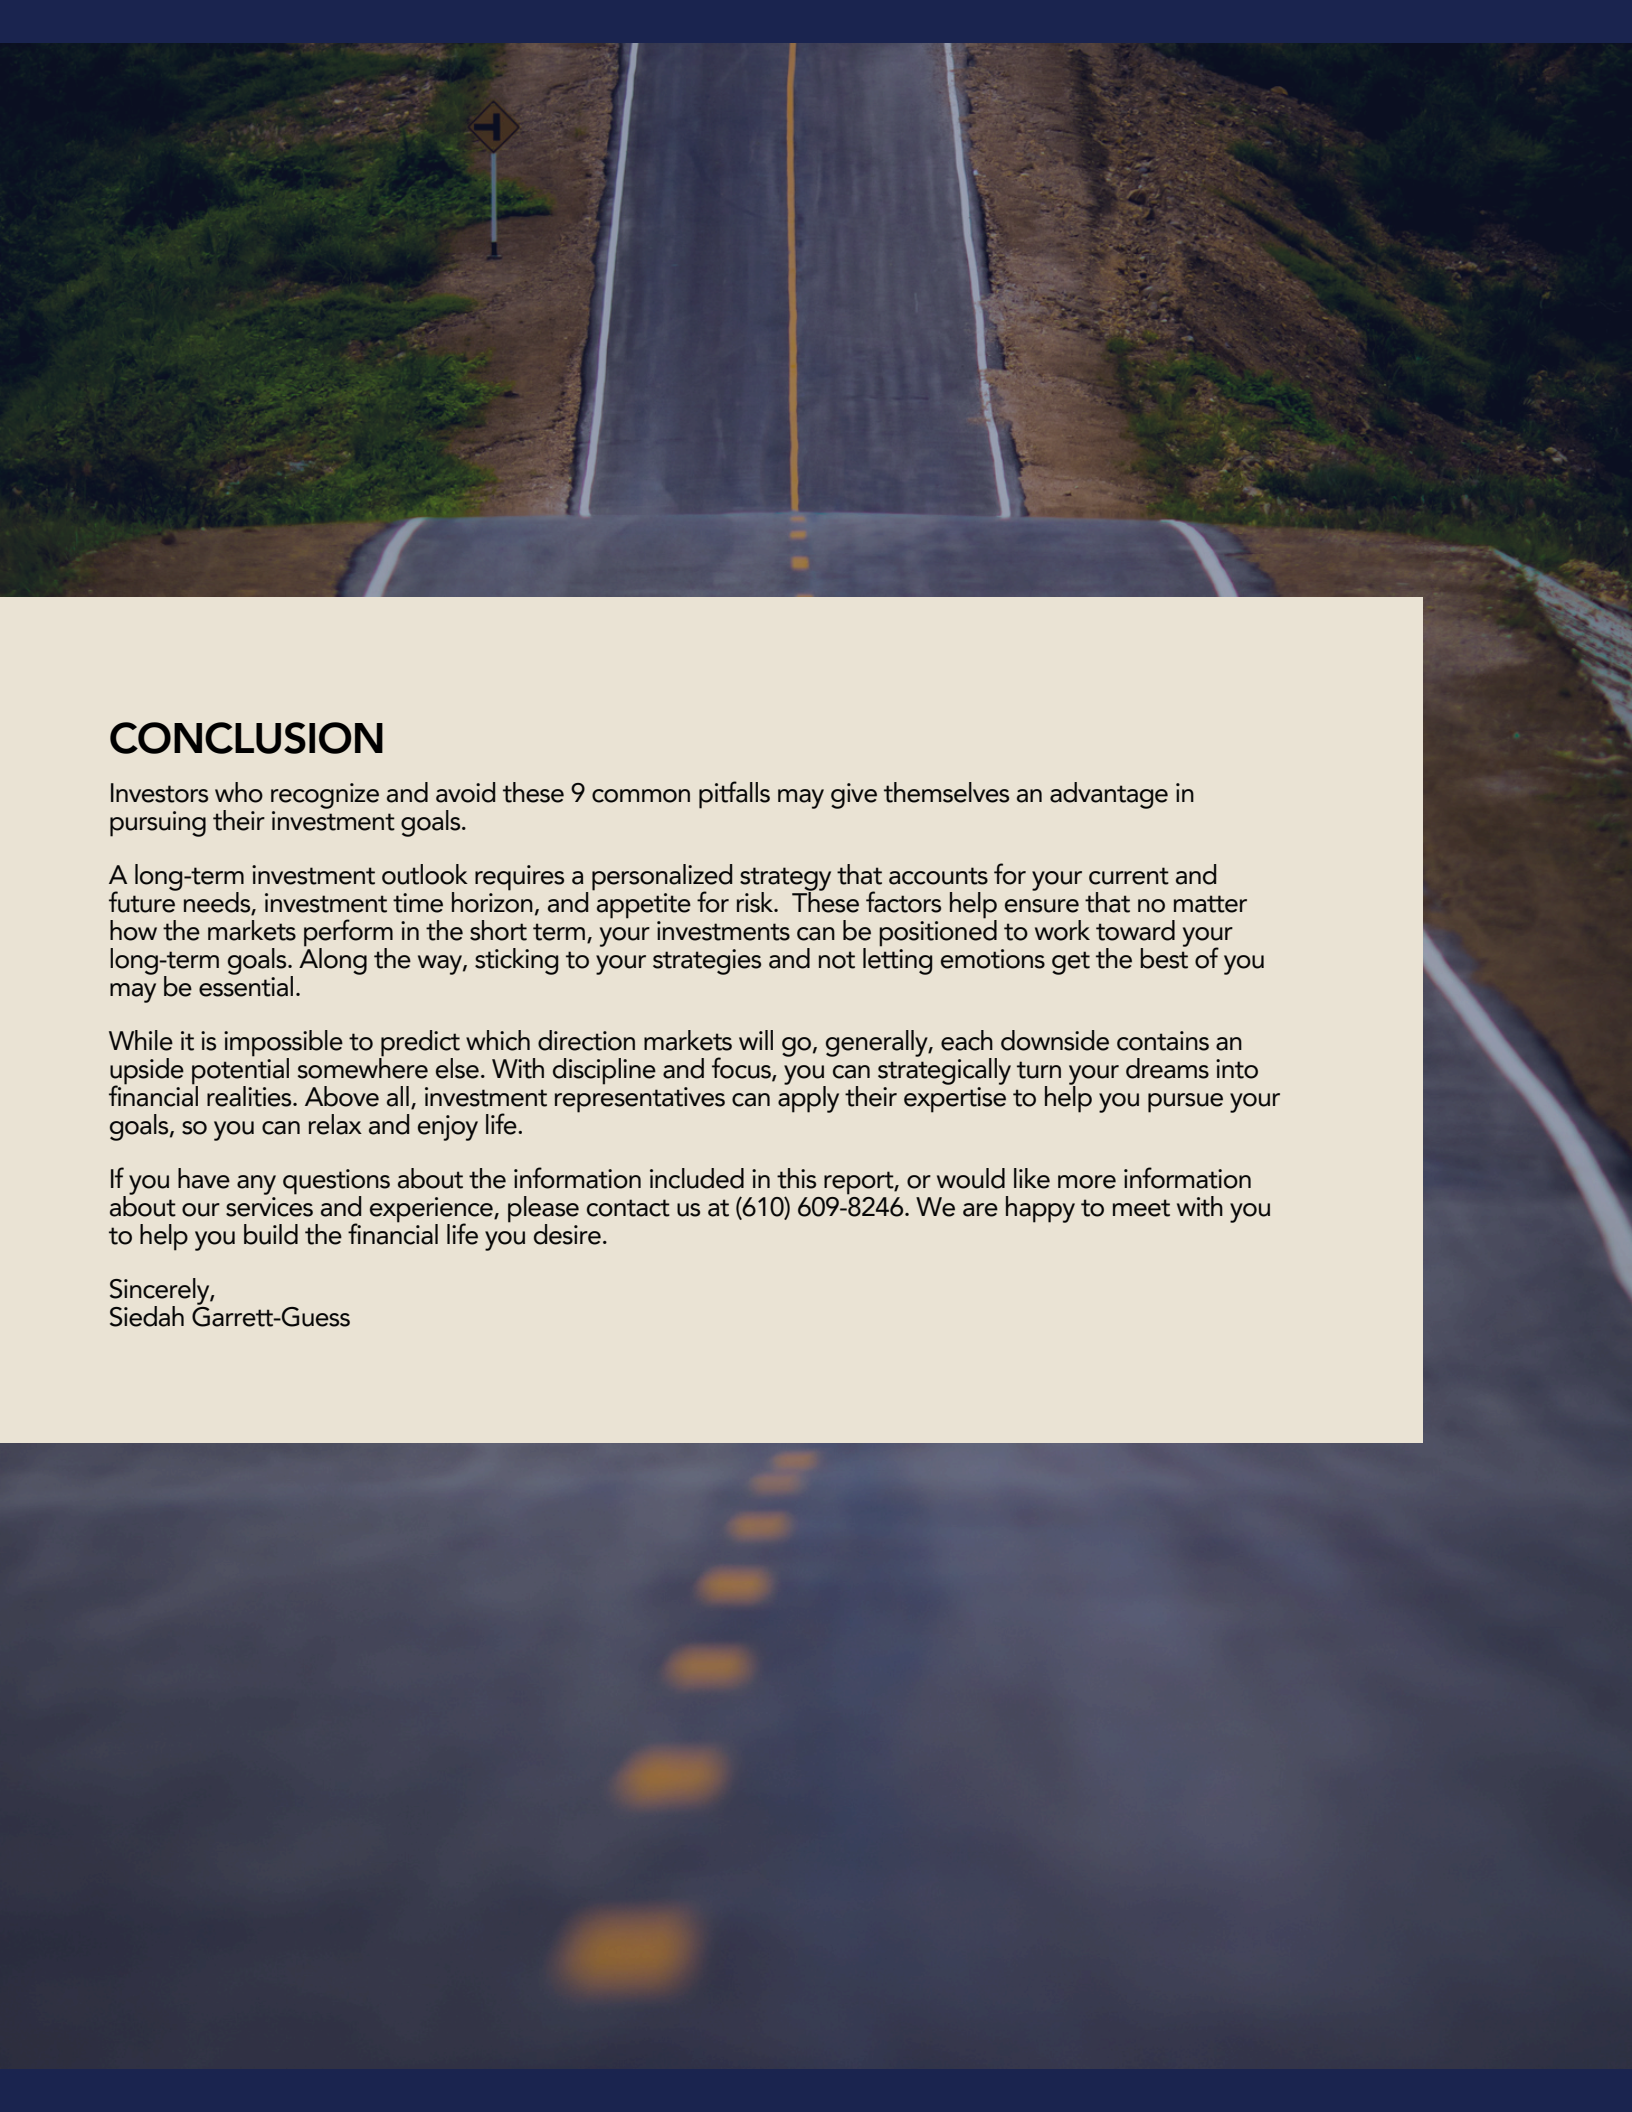 CONCLUSION
Investors who recognize and avoid these 9 common pitfalls may give themselves an advantage in
pursuing their investment goals.
A long-term investment outlook requires a personalized strategy that accounts for your current and
future needs, investment time horizon, and appetite for risk.  These factors help ensure that no matter
how the markets perform in the short term, your investments can be positioned to work toward your
long-term goals. Along the way, sticking to your strategies and not letting emotions get the best of you
may be essential.
While it is impossible to predict which direction markets will go, generally, each downside contains an
upside potential somewhere else. With discipline and focus, you can strategically turn your dreams into
financial realities. Above all, investment representatives can apply their expertise to help you pursue your
goals, so you can relax and enjoy life.
If you have any questions about the information included in this report, or would like more information
about our services and experience, please contact us at (610) 609-8246. We are happy to meet with you
to help you build the financial life you desire.
Sincerely,
Siedah Garrett-Guess